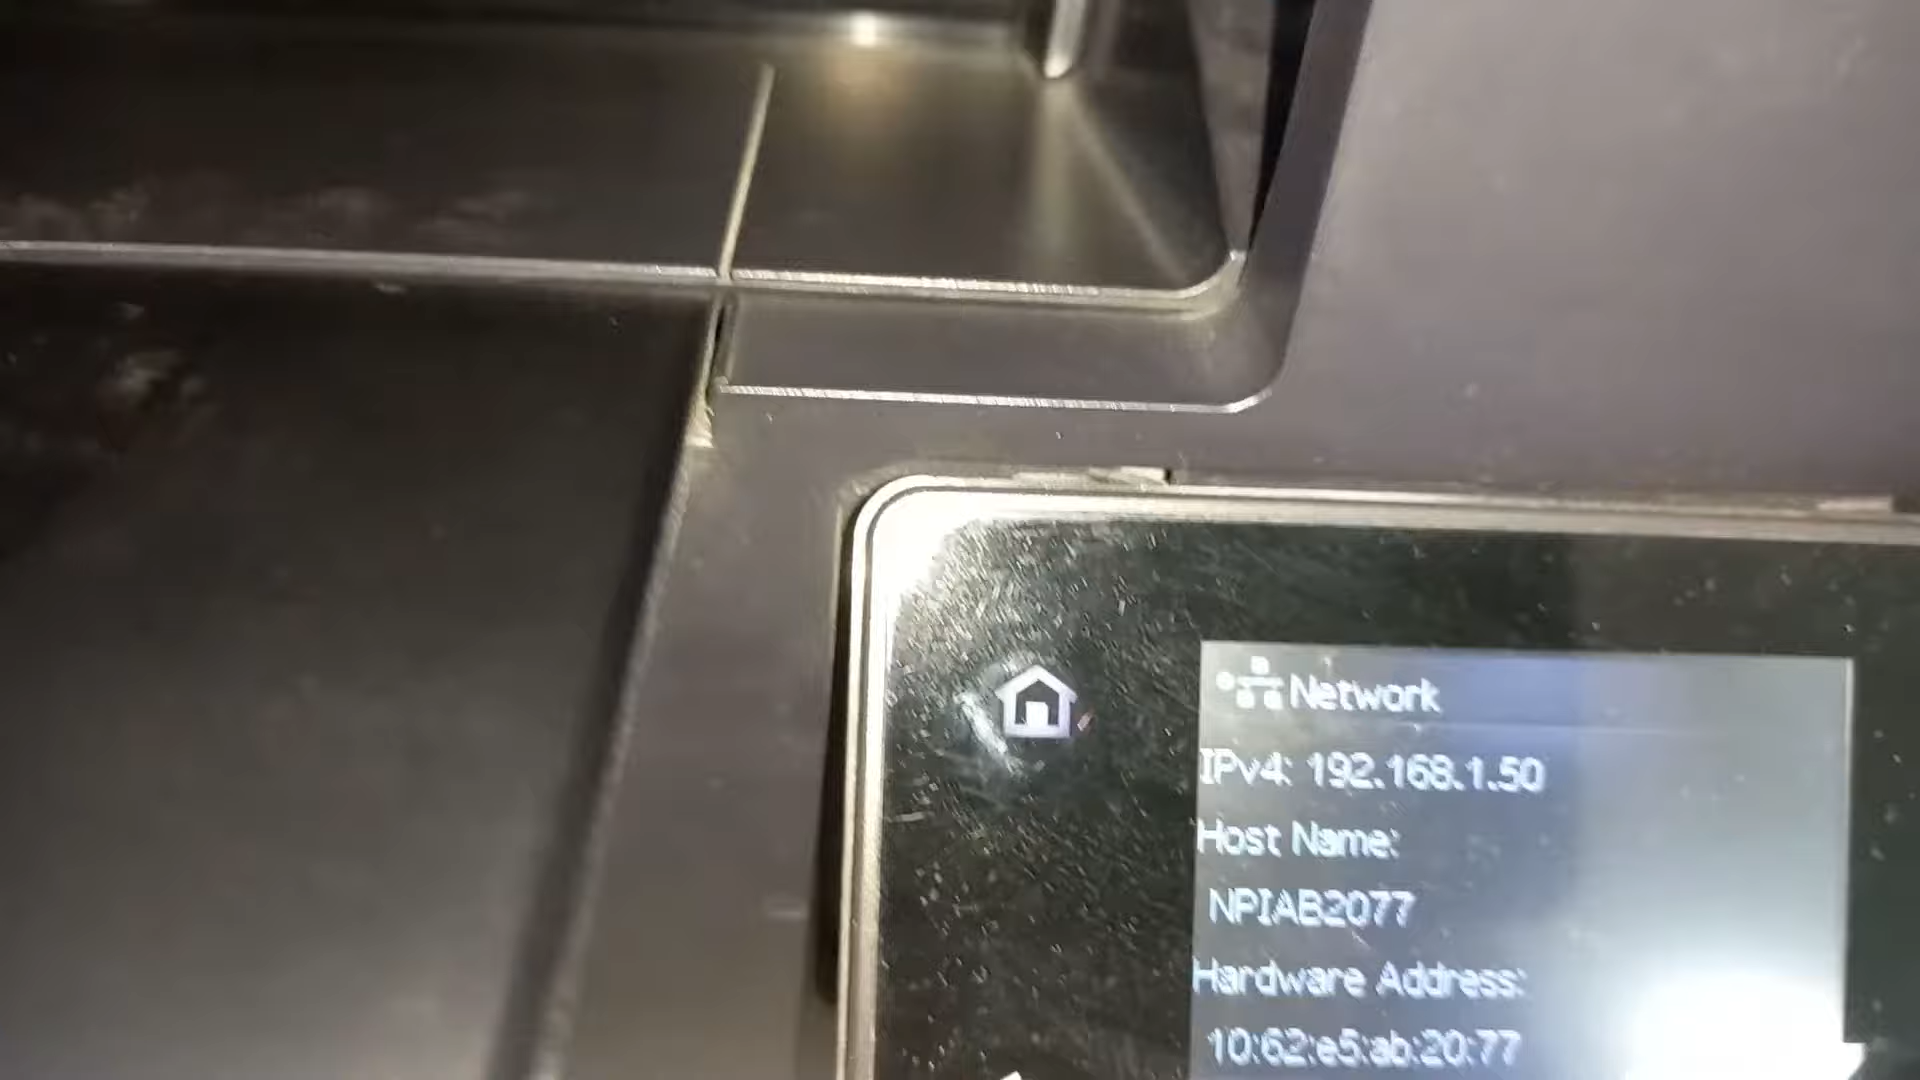 Network
IPv4: 192.168.1.50
Host Name:
NPIAB2077
Hardware Address:
10:62:e5:ab:20:77